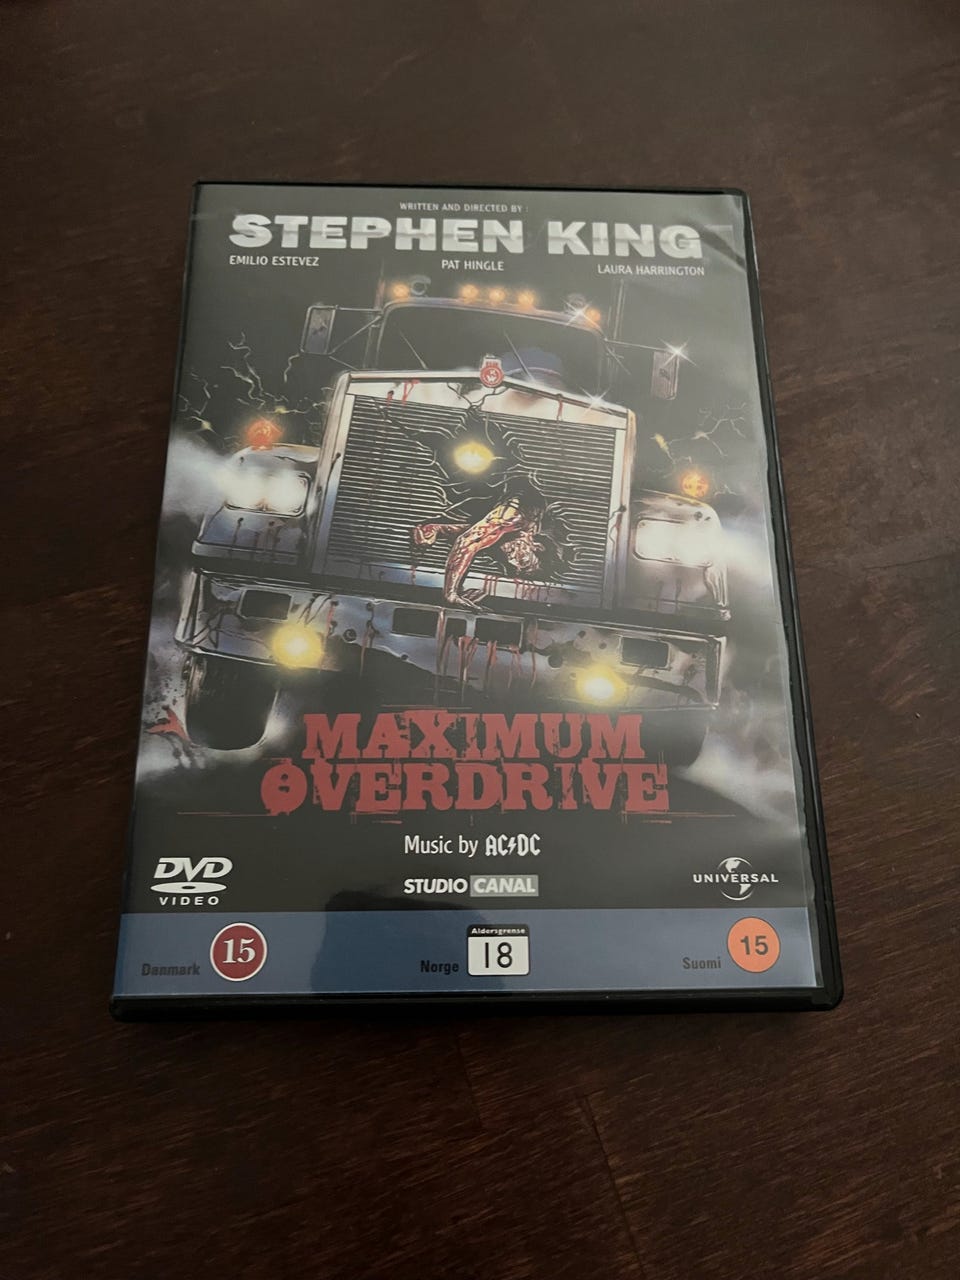 WRITTEN AND DIRECTED BY :
STEPHEN KING
EMILIO ESTEVEZ
PAT HINGLE
LAURA HARRINGTON
MAXIMUM
OVERDRIVE
Music by AC⚡DC
STUDIO CANAL
DVD
VIDEO
UNIVERSAL
Danmark 15
Norge Aldersgrense 18
Suomi 15